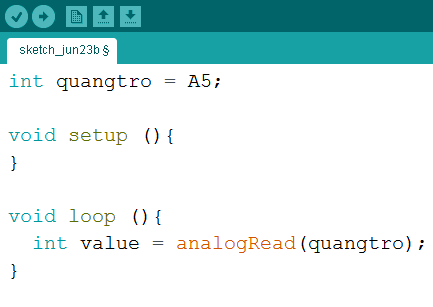 sketch_jun23b §
int quangtro = A5;
void setup (){
}
void loop (){
  int value = analogRead(quangtro);
}